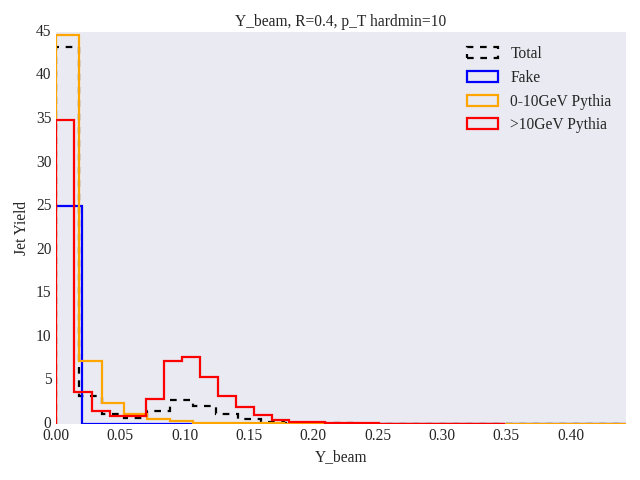 Y_beam, R=0.4, p_T hardmin=10
45
40
35
30
25
20
15
10
5
0
Jet Yield
Total
Fake
0-10GeV Pythia
>10GeV Pythia
0.00 0.05 0.10 0.15 0.20 0.25 0.30 0.35 0.40
Y_beam